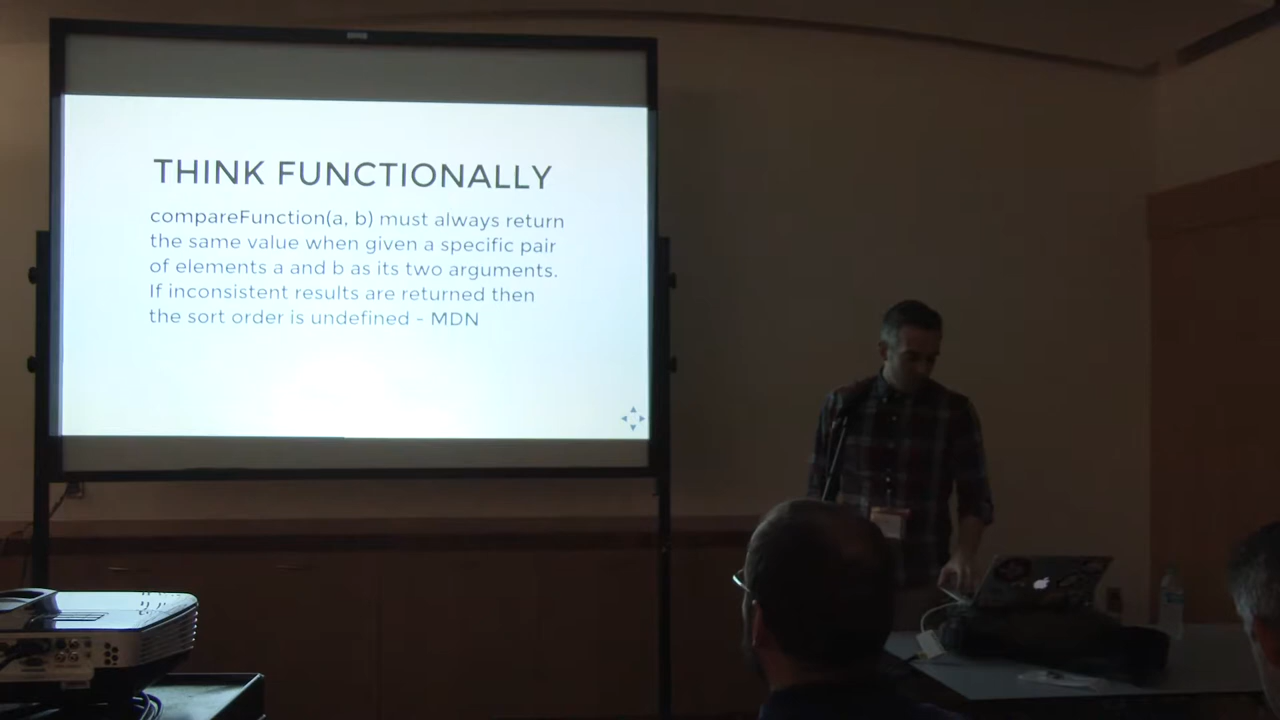 THINK FUNCTIONALLY
compareFunction(a, b) must always return
the same value when given a specific pair
of elements a and b as its two arguments.
If inconsistent results are returned then
the sort order is undefined - MDN